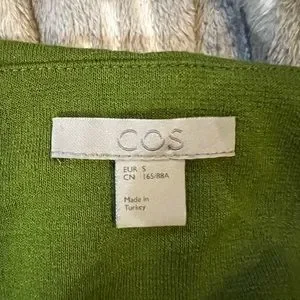 COS
EUR S
CN 165/88A
Made in
Turkey